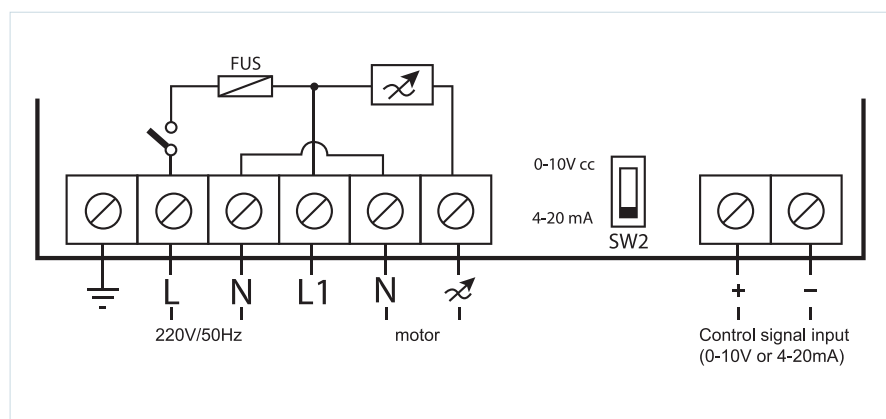 FUS
0-10V cc
4-20 mA
SW2
L N L1 N
+ -
220V/50Hz
motor
Control signal input
(0-10V or 4-20mA)